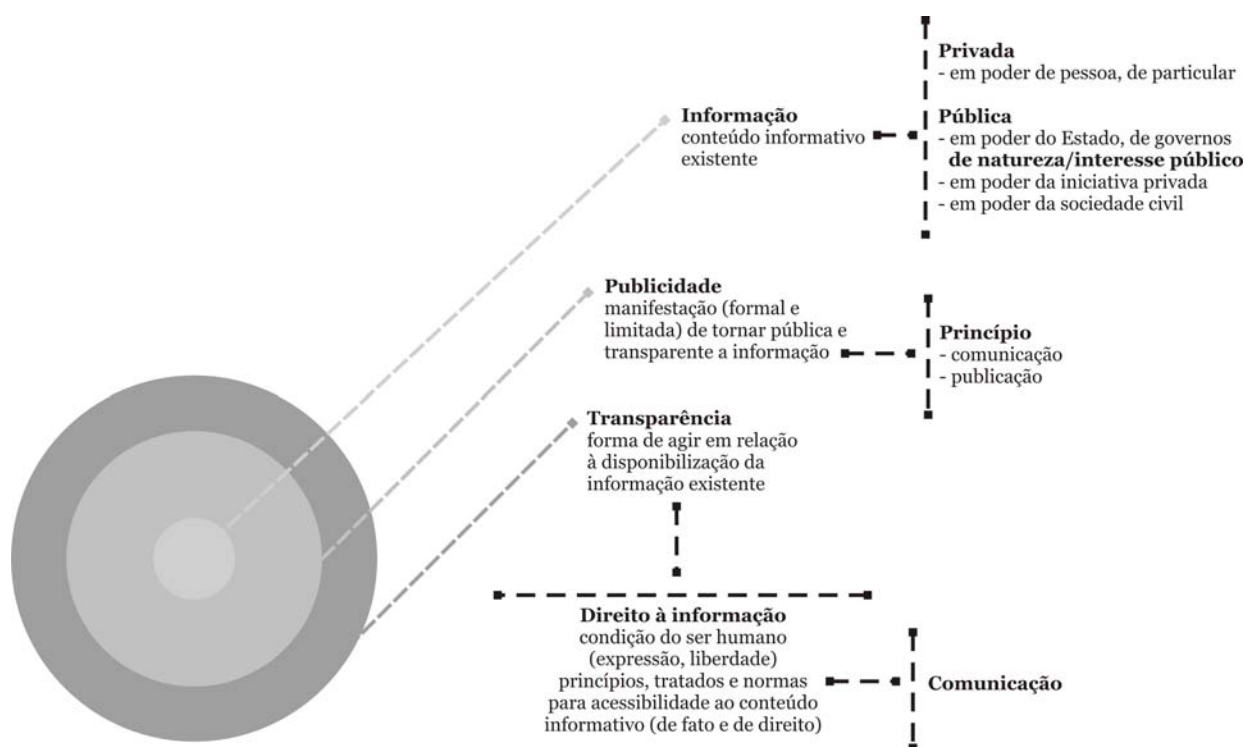 Privada
- em poder de pessoa, de particular
Informação
conteúdo informativo
existente
Pública
- em poder do Estado, de governos
de natureza/interesse público
- em poder da iniciativa privada
- em poder da sociedade civil
Publicidade
manifestação (formal e
limitada) de tornar pública e
transparente a informação
Princípio
- comunicação
- publicação
Transparência
forma de agir em relação
à disponibilização da
informação existente
Direito à informação
condição do ser humano
(expressão, liberdade)
princípios, tratados e normas
para acessibilidade ao conteúdo
informativo (de fato e de direito)
Comunicação